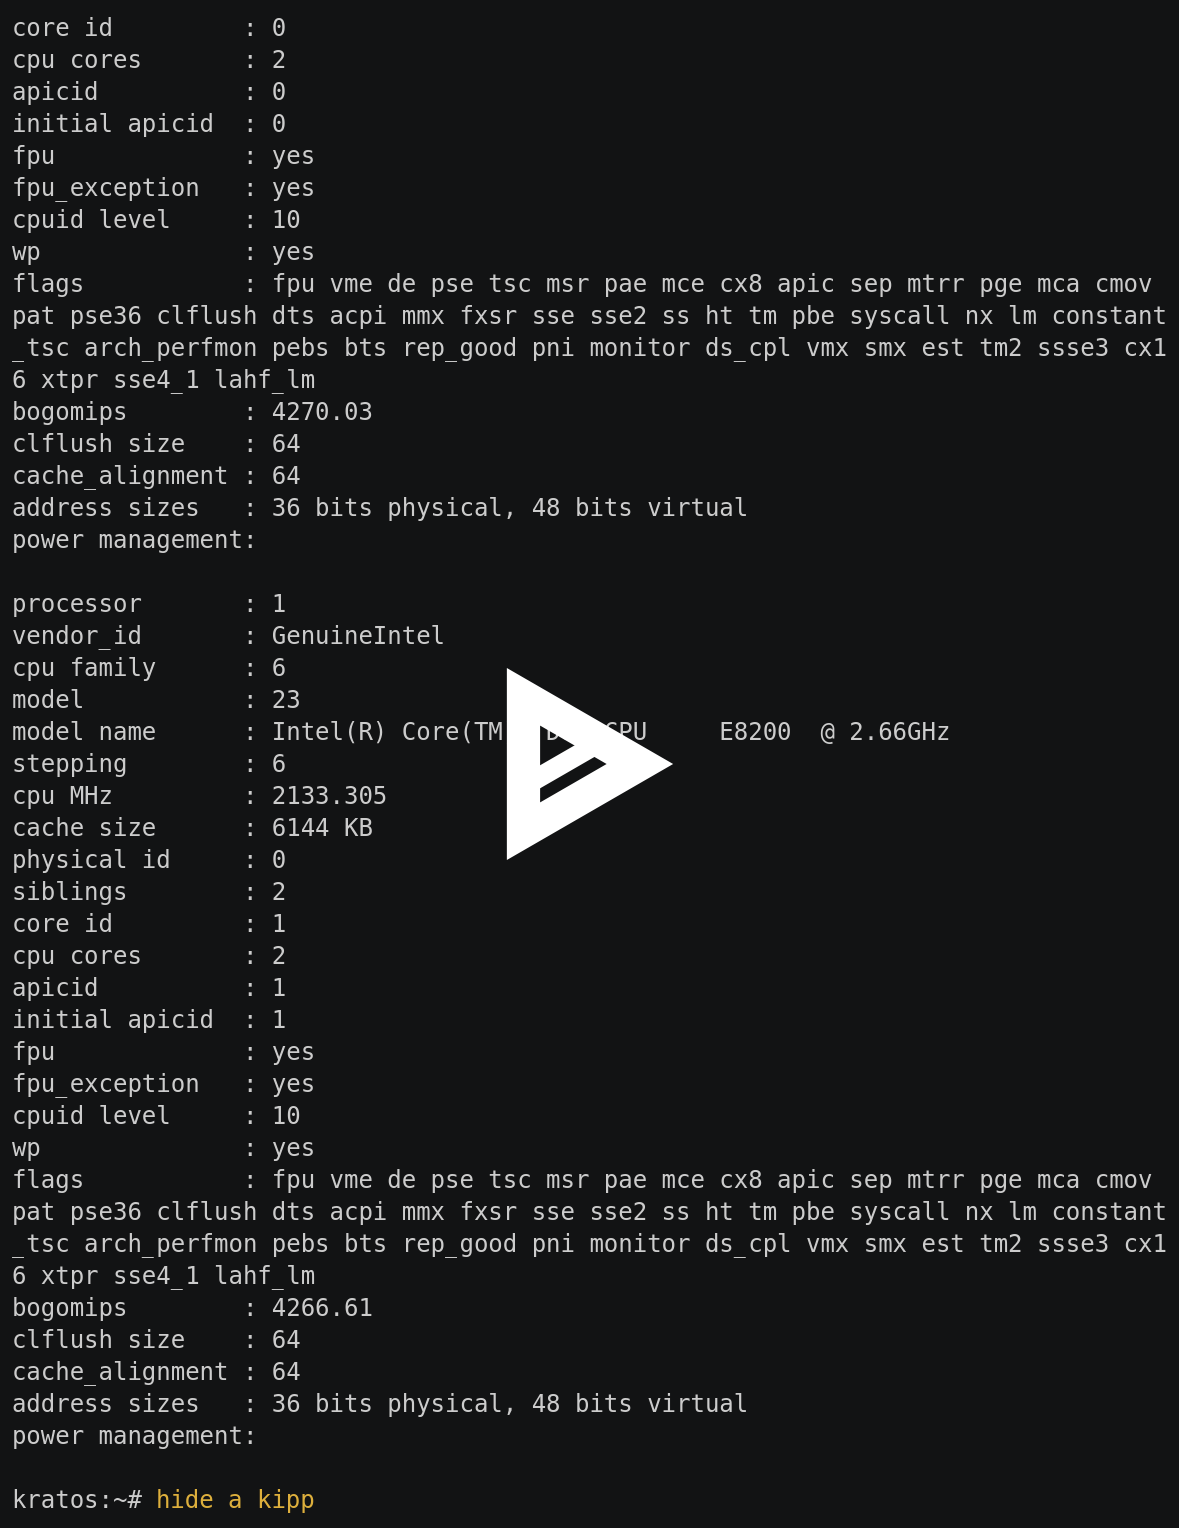 core id         : 0
cpu cores       : 2
apicid          : 0
initial apicid  : 0
fpu             : yes
fpu_exception   : yes
cpuid level     : 10
wp              : yes
flags           : fpu vme de pse tsc msr pae mce cx8 apic sep mtrr pge mca cmov
pat pse36 clflush dts acpi mmx fxsr sse sse2 ss ht tm pbe syscall nx lm constant
_tsc arch_perfmon pebs bts rep_good pni monitor ds_cpl vmx smx est tm2 ssse3 cx1
6 xtpr sse4_1 lahf_lm
bogomips        : 4270.03
clflush size    : 64
cache_alignment : 64
address sizes   : 36 bits physical, 48 bits virtual
power management:

processor       : 1
vendor_id       : GenuineIntel
cpu family      : 6
model           : 23
model name      : Intel(R) Core(TM CPU     E8200  @ 2.66GHz
stepping        : 6
cpu MHz         : 2133.305
cache size      : 6144 KB
physical id     : 0
siblings        : 2
core id         : 1
cpu cores       : 2
apicid          : 1
initial apicid  : 1
fpu             : yes
fpu_exception   : yes
cpuid level     : 10
wp              : yes
flags           : fpu vme de pse tsc msr pae mce cx8 apic sep mtrr pge mca cmov
pat pse36 clflush dts acpi mmx fxsr sse sse2 ss ht tm pbe syscall nx lm constant
_tsc arch_perfmon pebs bts rep_good pni monitor ds_cpl vmx smx est tm2 ssse3 cx1
6 xtpr sse4_1 lahf_lm
bogomips        : 4266.61
clflush size    : 64
cache_alignment : 64
address sizes   : 36 bits physical, 48 bits virtual
power management:

kratos:~# hide a kipp